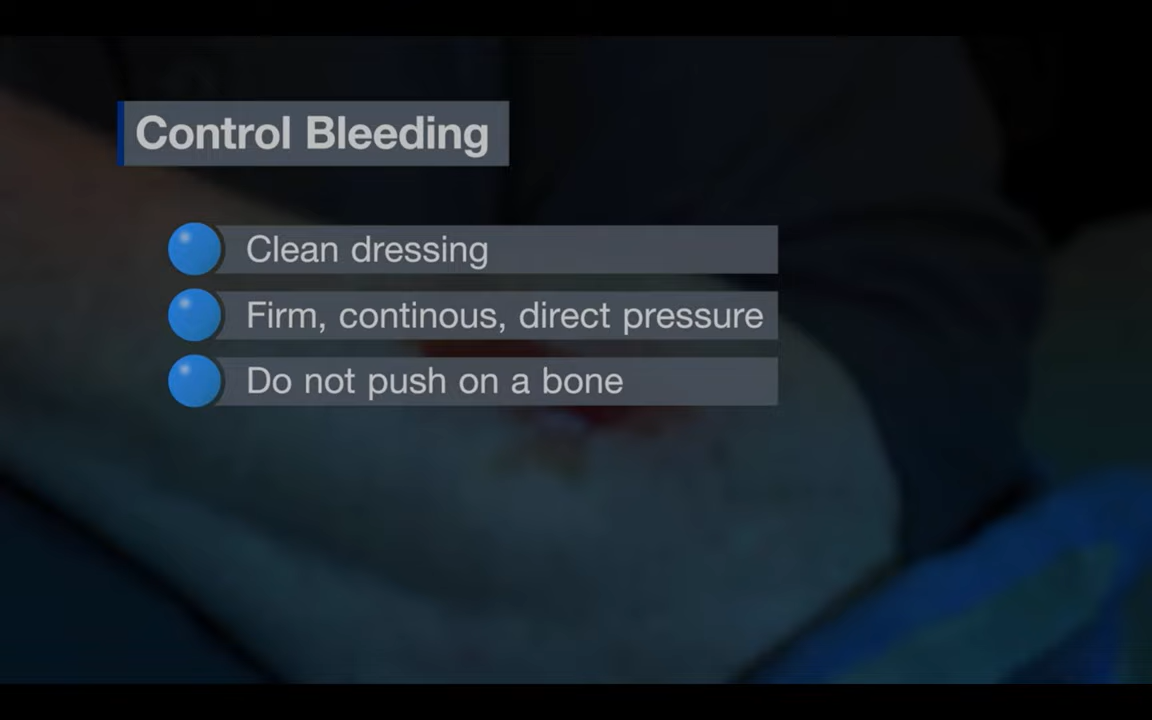 Control Bleeding
Clean dressing
Firm, continous, direct pressure
Do not push on a bone